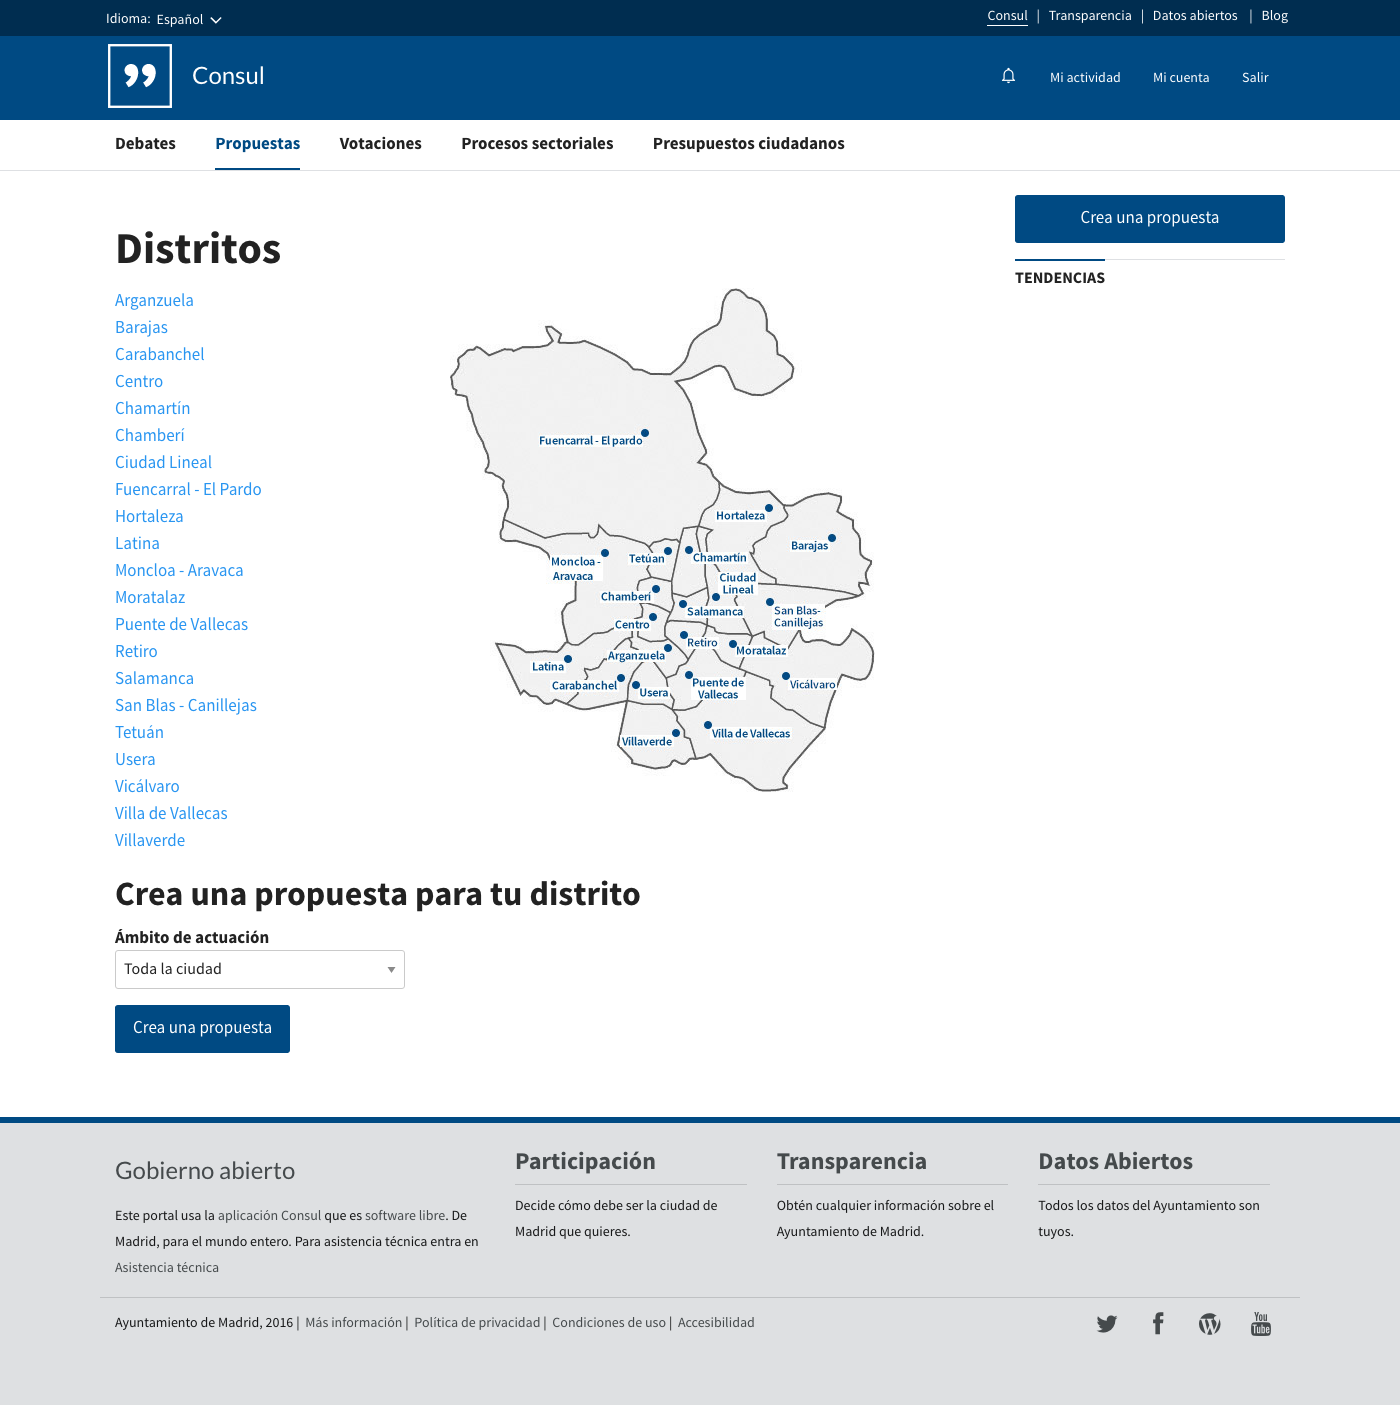 Idioma: Español
Consul | Transparencia | Datos abiertos | Blog
Consul
Mi actividad
Mi cuenta
Salir
Debates
Propuestas
Votaciones
Procesos sectoriales
Presupuestos ciudadanos
Crea una propuesta
TENDENCIAS
Distritos
Arganzuela
Barajas
Carabanchel
Centro
Chamartín
Chamberí
Ciudad Lineal
Fuencarral - El Pardo
Hortaleza
Latina
Moncloa - Aravaca
Moratalaz
Puente de Vallecas
Retiro
Salamanca
San Blas - Canillejas
Tetuán
Usera
Vicálvaro
Villa de Vallecas
Villaverde
Fuencarral - El pardo
Hortaleza
Barajas
Moncloa -
Aravaca
Tetúan
Chamartín
Ciudad
Lineal
Chamberí
Salamanca
San Blas-
Canillejas
Centro
Retiro
Moratalaz
Arganzuela
Latina
Carabanchel
Usera
Puente de
Vallecas
Vicálvaro
Villaverde
Villa de Vallecas
Crea una propuesta para tu distrito
Ámbito de actuación
Toda la ciudad
Crea una propuesta
Gobierno abierto
Este portal usa la aplicación Consul que es software libre. De
Madrid, para el mundo entero. Para asistencia técnica entra en
Asistencia técnica
Participación
Decide cómo debe ser la ciudad de
Madrid que quieres.
Transparencia
Obtén cualquier información sobre el
Ayuntamiento de Madrid.
Datos Abiertos
Todos los datos del Ayuntamiento son
tuyos.
Ayuntamiento de Madrid, 2016 | Más información | Política de privacidad | Condiciones de uso | Accesibilidad
You
Tube